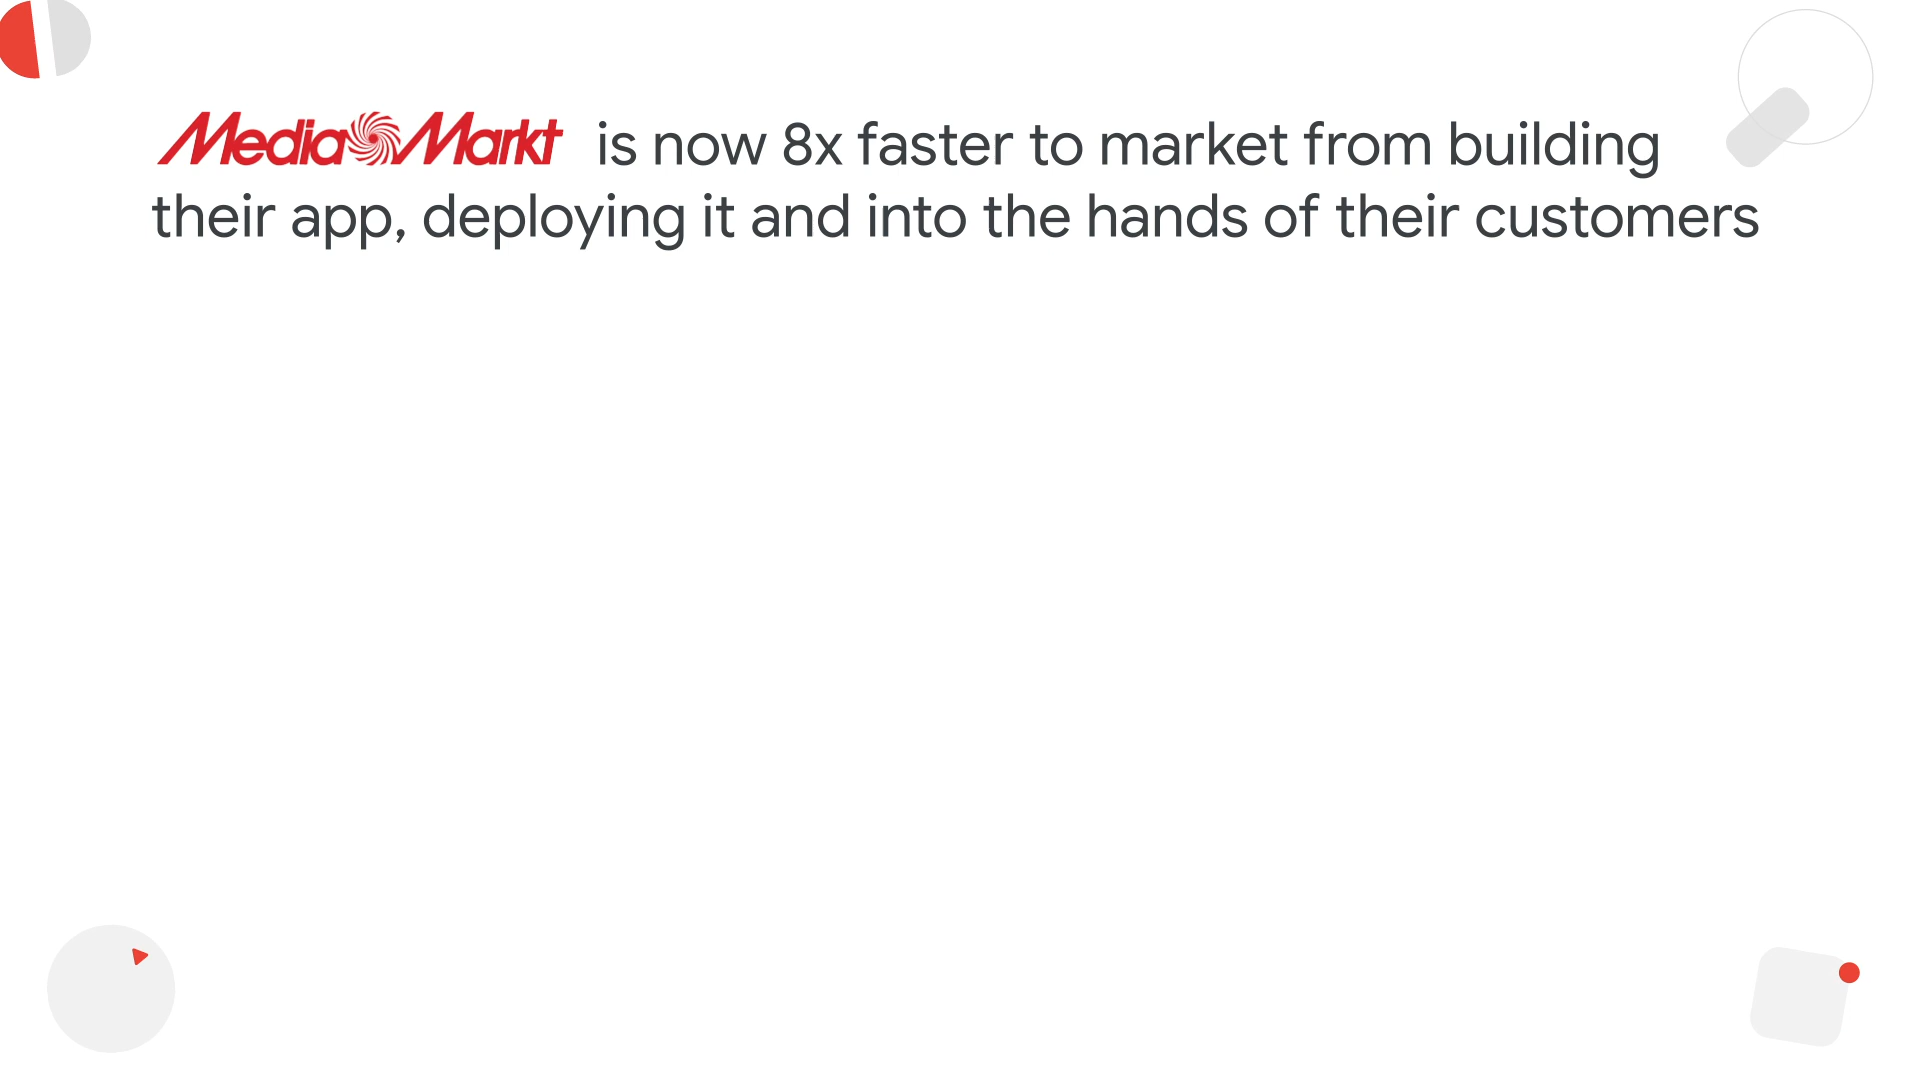 MediaMarkt is now 8x faster to market from building
their app, deploying it and into the hands of their customers